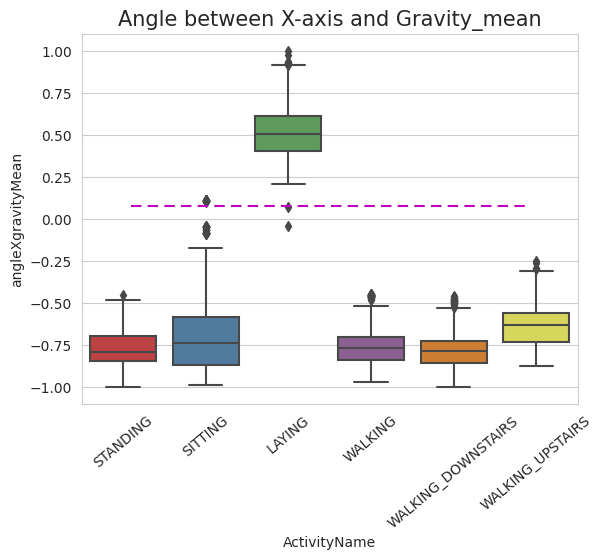 Angle between X-axis and Gravity_mean
angleXgravityMean
1.00
0.75
0.50
0.25
0.00
−0.25
−0.50
−0.75
−1.00
STANDING
SITTING
LAYING
WALKING
WALKING_DOWNSTAIRS
WALKING_UPSTAIRS
ActivityName